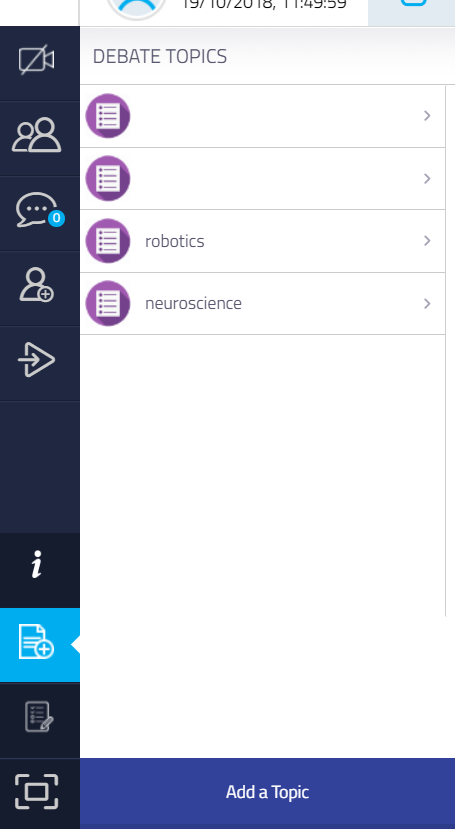 19/10/2018, 11:49:59
DEBATE TOPICS
0
robotics
neuroscience
i
Add a Topic